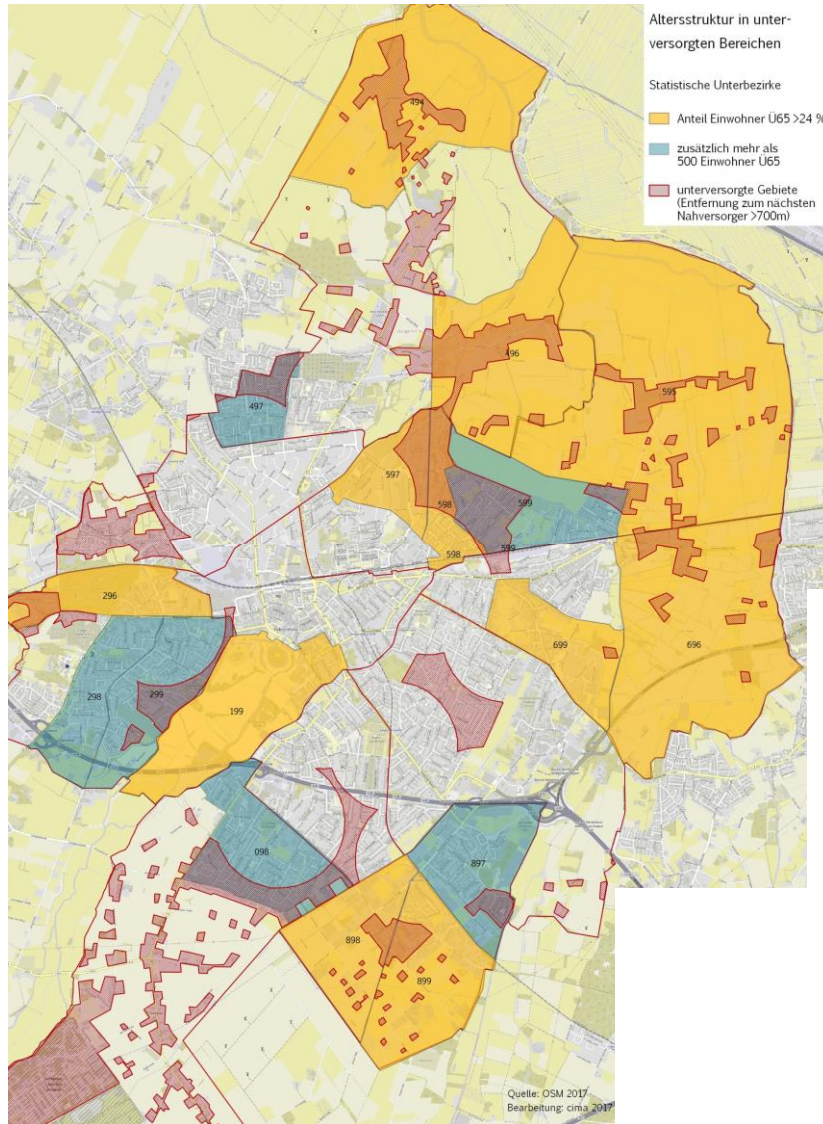 Altersstruktur in unter-
versorgten Bereichen
Statistische Unterbezirke
Anteil Einwohner Ü65 >24 %
zusätzlich mehr als
500 Einwohner Ü65
unterversorgte Gebiete
(Entfernung zum nächsten
Nahversorger >700m)
494
496
595
497
597
598
599
598
599
296
699
696
298
299
199
098
897
898
899
Quelle: OSM 2017
Bearbeitung: cima 2017